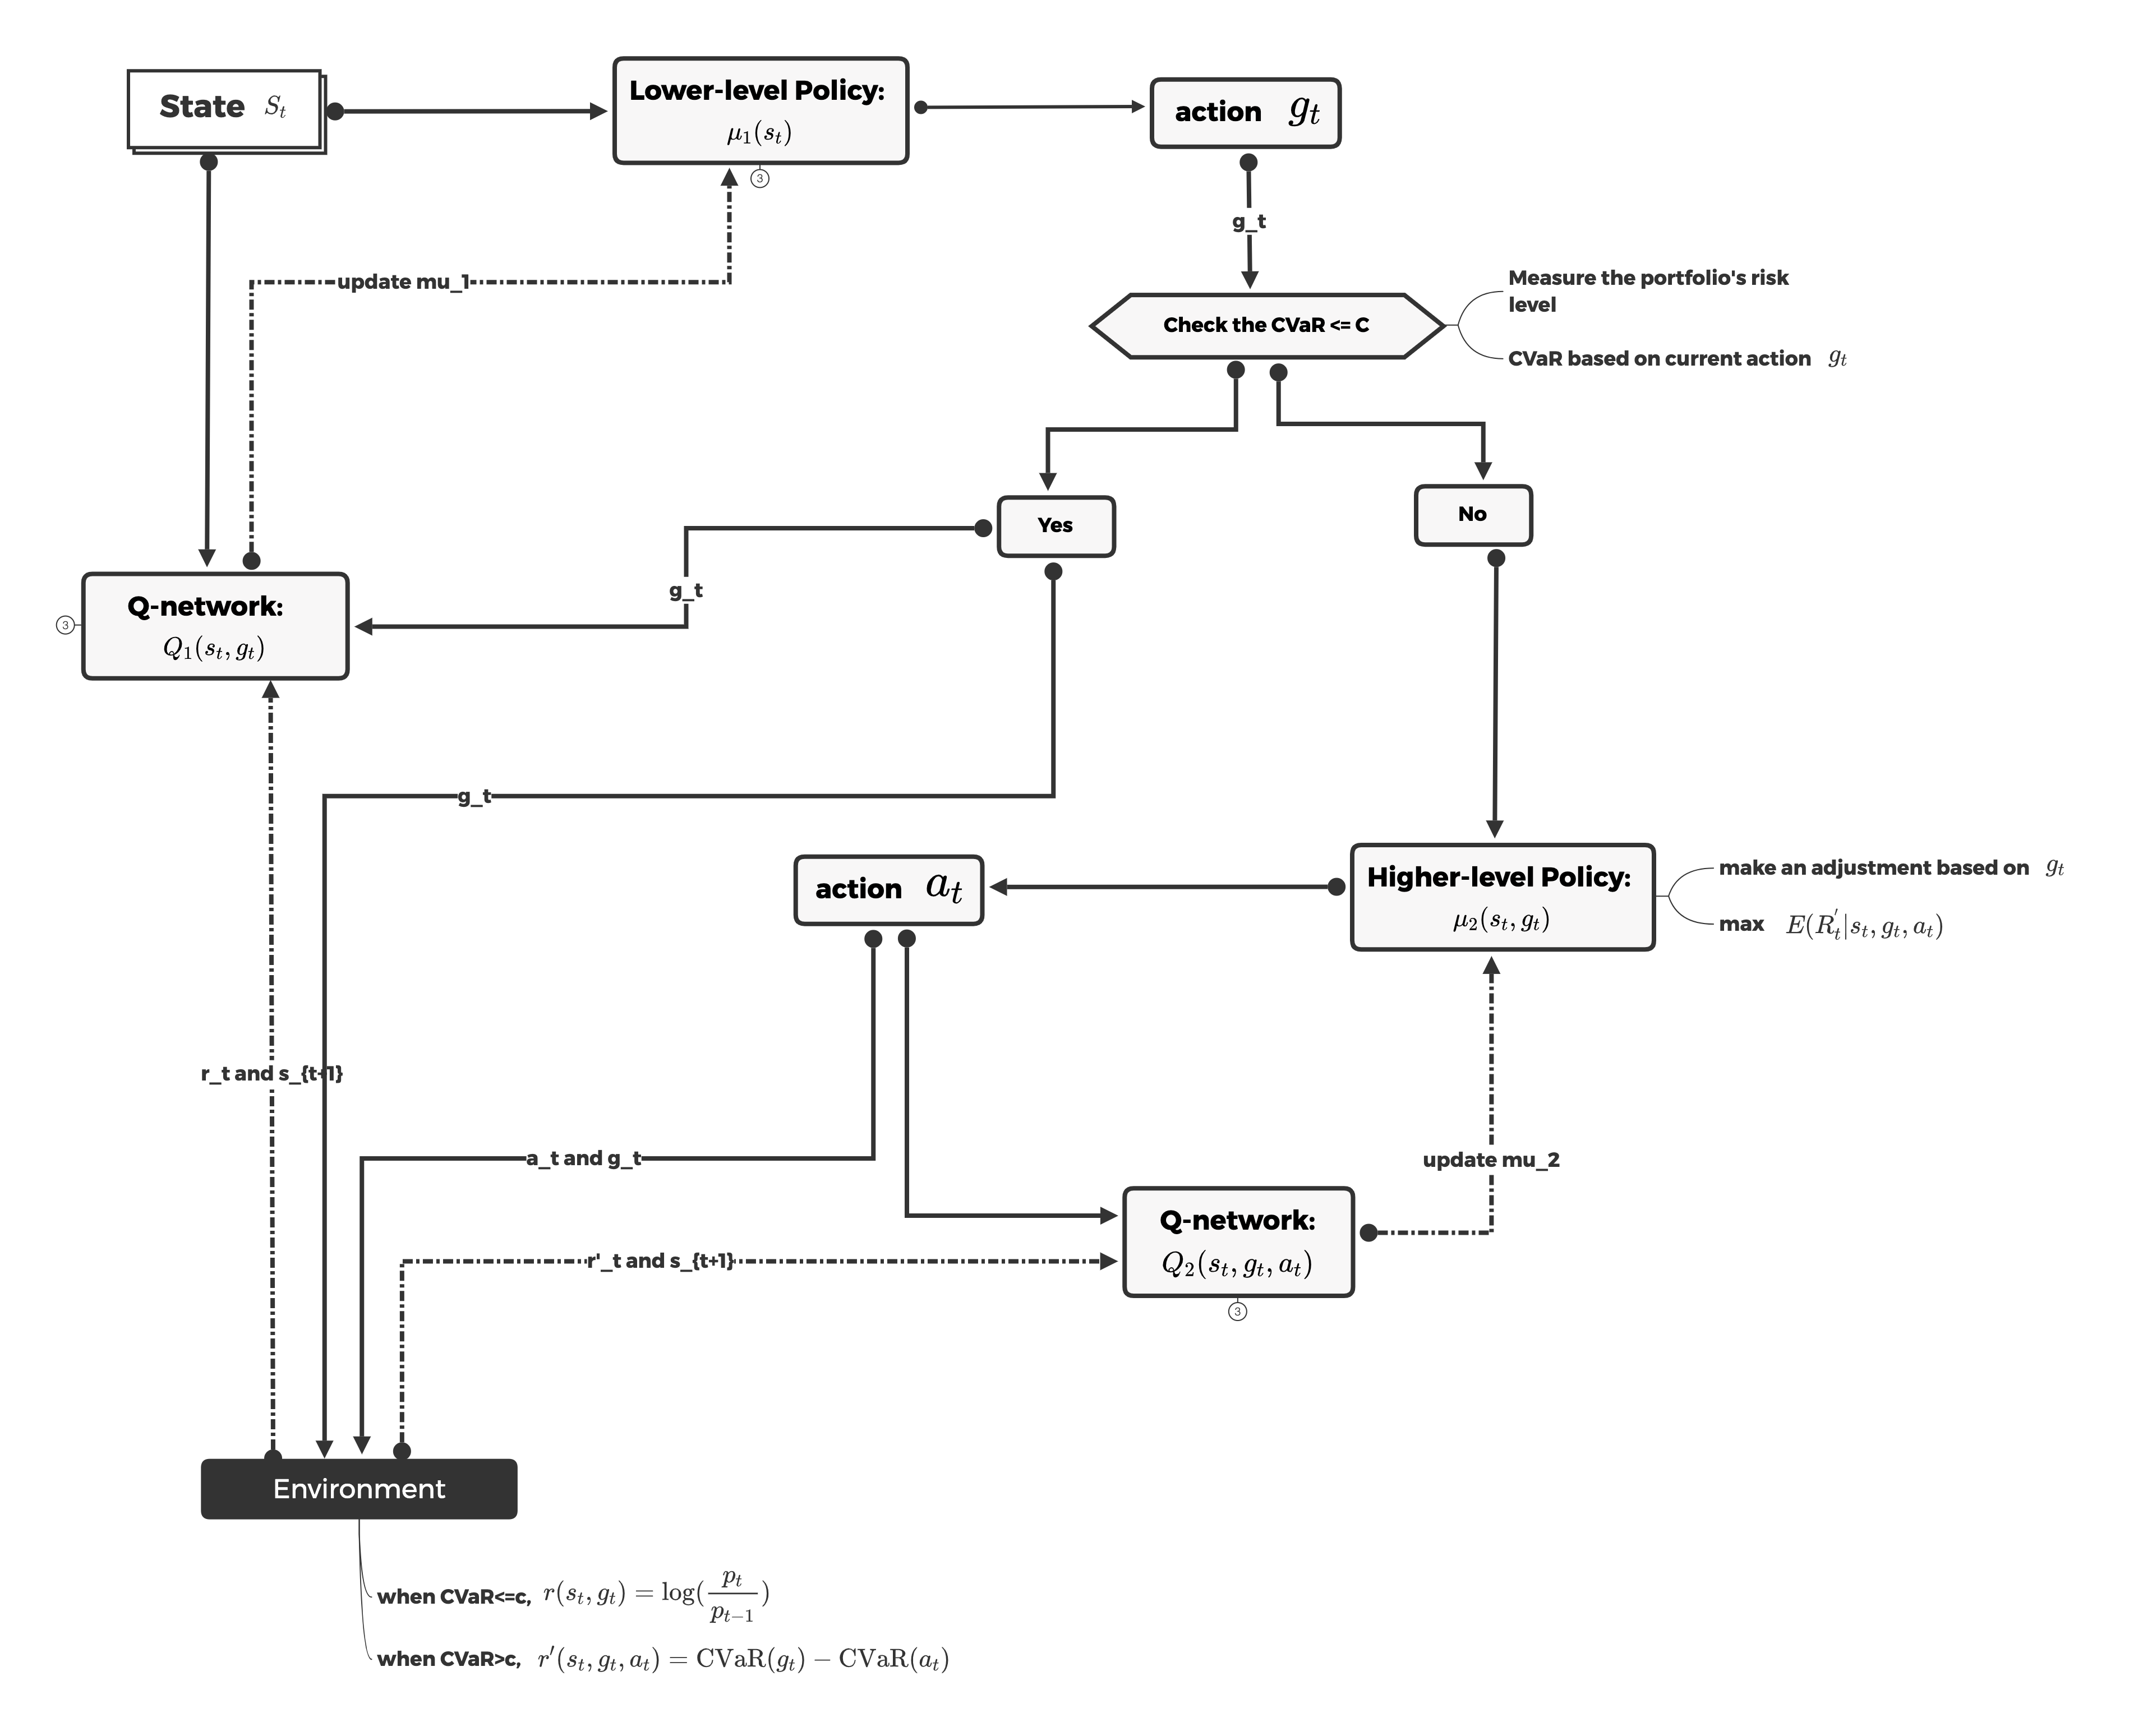 State $S_t$
Lower-level Policy:
$\mu_1(s_t)$
3
action $g_t$
g_t
update mu_1
Check the CVaR <= C
Measure the portfolio's risk
level
CVaR based on current action $g_t$
Yes
No
g_t
Q-network:
$Q_1(s_t, g_t)$
3
g_t
action $a_t$
Higher-level Policy:
$\mu_2(s_t, g_t)$
make an adjustment based on $g_t$
max $E(R_t^{'}|s_t, g_t, a_t)$
r_t and s_{t+1}
a_t and g_t
update mu_2
Q-network:
$Q_2(s_t, g_t, a_t)$
3
r'_t and s_{t+1}
Environment
when CVaR<=c, $r(s_t, g_t) = \log(\frac{p_t}{p_{t-1}})$
when CVaR>c, $r'(s_t, g_t, a_t) = \mathrm{CVaR}(g_t) - \mathrm{CVaR}(a_t)$